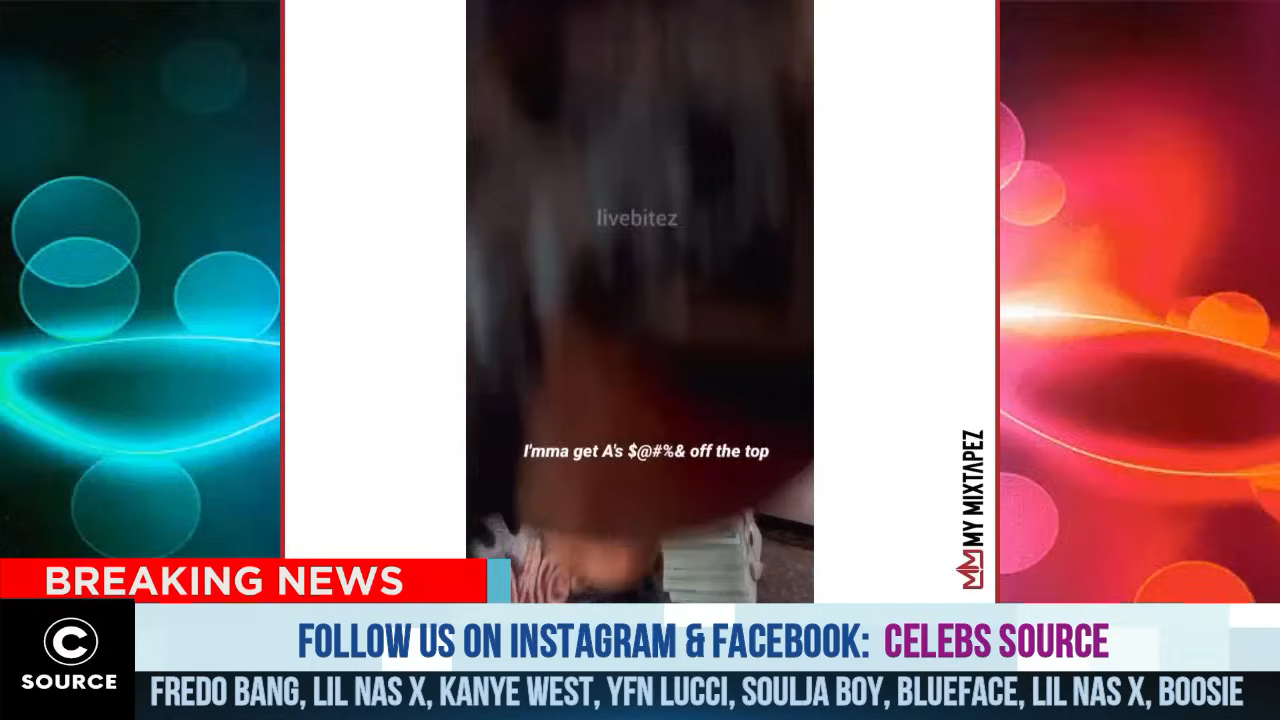 livebitez
I'mma get A's $@#%& off the top
MY MIXTAPEZ
BREAKING NEWS
C
SOURCE
FOLLOW US ON INSTAGRAM & FACEBOOK: CELEBS SOURCE
FREDO BANG, LIL NAS X, KANYE WEST, YFN LUCCI, SOULJA BOY, BLUEFACE, LIL NAS X, BOOSIE